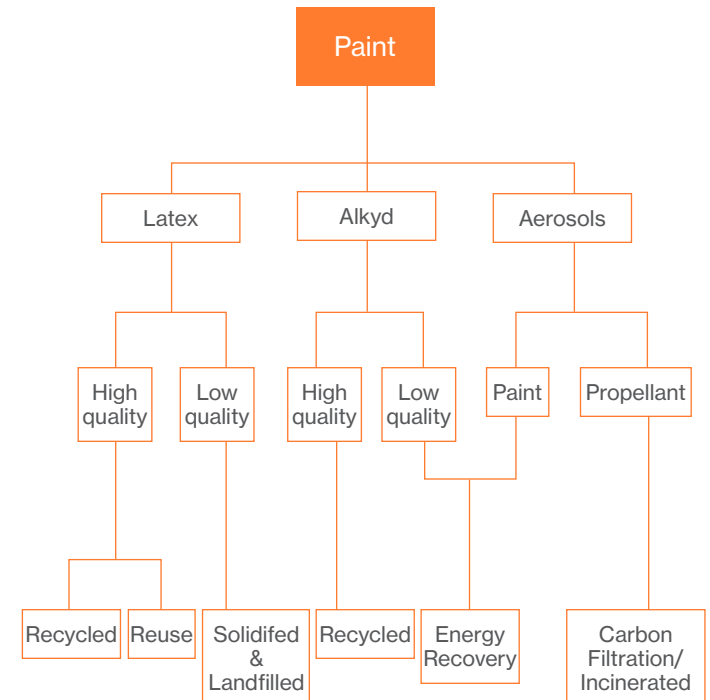 Paint
Latex
Alkyd
Aerosols
High
quality
Low
quality
High
quality
Low
quality
Paint
Propellant
Recycled
Reuse
Solidifed
&
Landfilled
Recycled
Energy
Recovery
Carbon
Filtration/
Incinerated